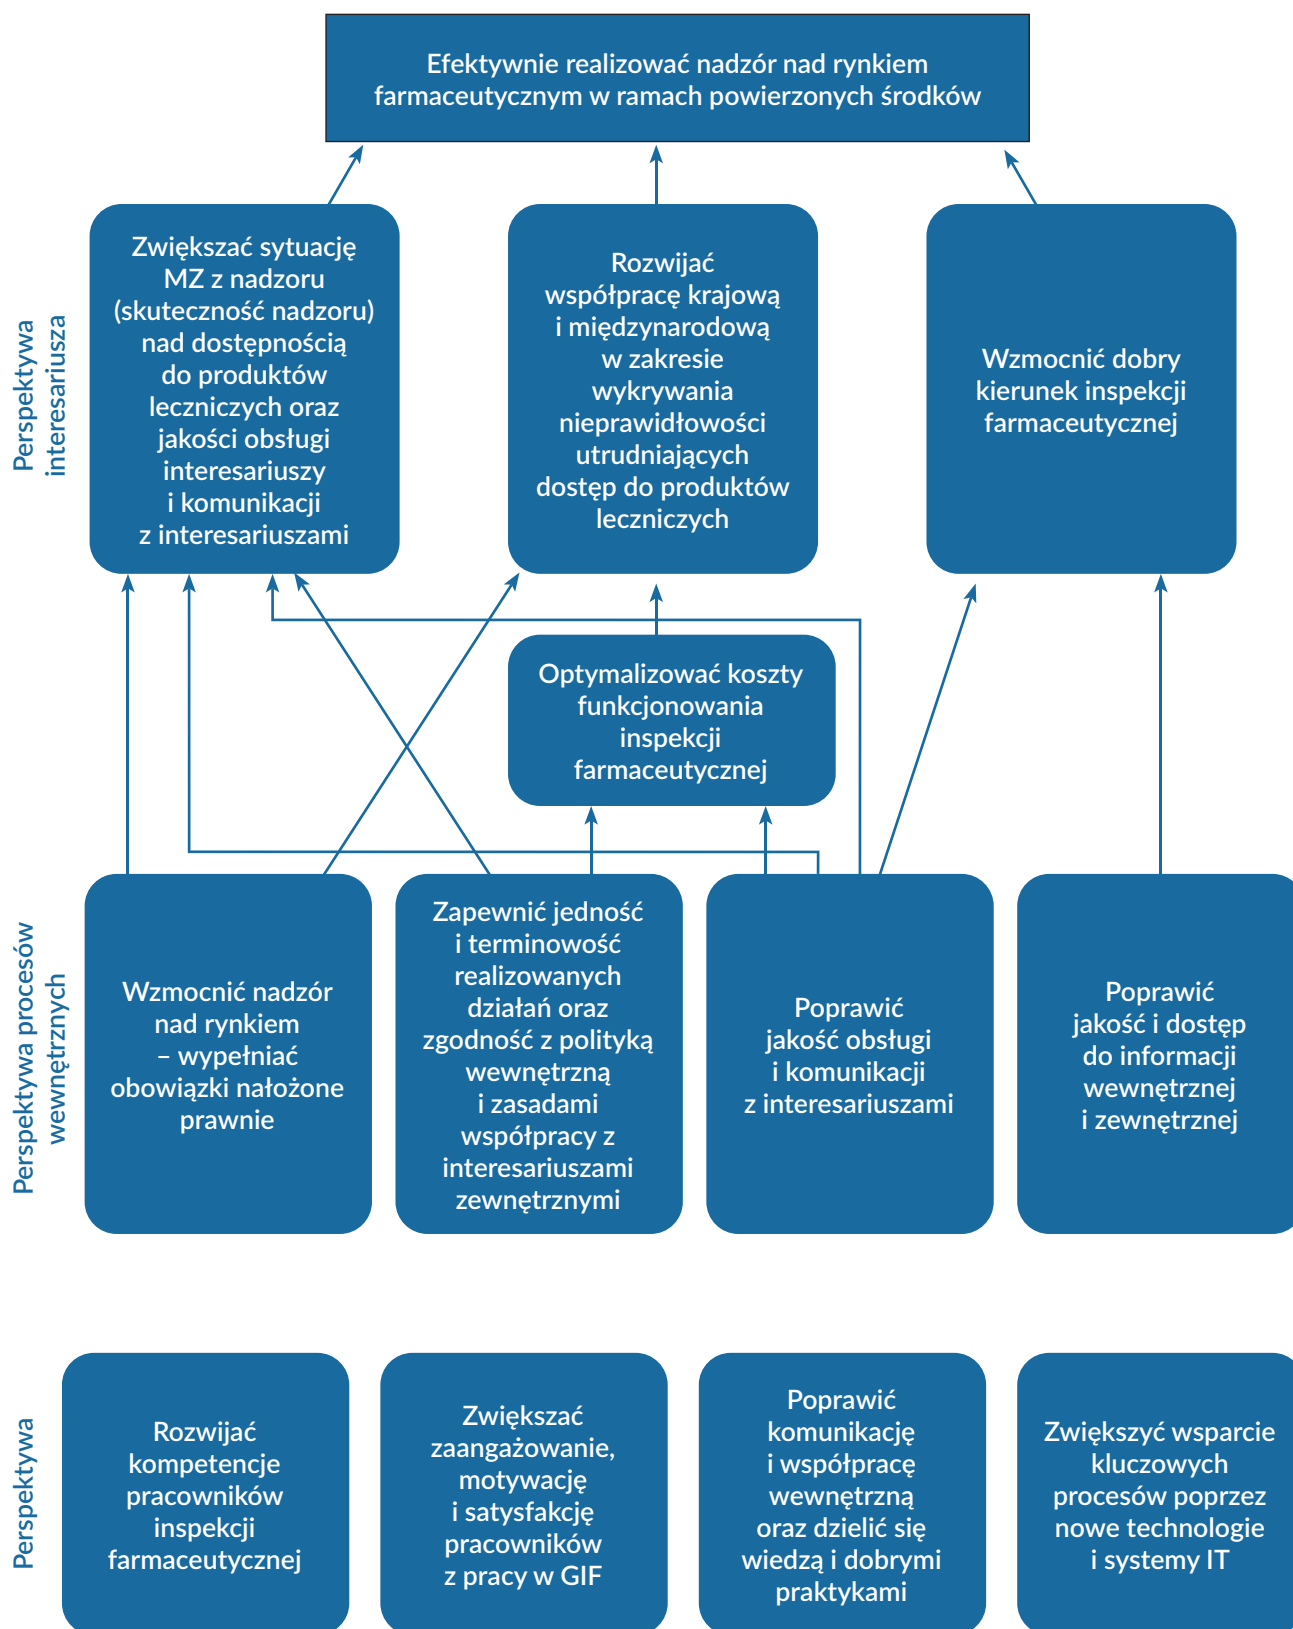 Efektywnie realizować nadzór nad rynkiem
farmaceutycznym w ramach powierzonych środków
Perspektywa
interesariusza
Zwiększać sytuację
MZ z nadzoru
(skuteczność nadzoru)
nad dostępnością
do produktów
leczniczych oraz
jakości obsługi
interesariuszy
i komunikacji
z interesariuszami
Rozwijać
współpracę krajową
i międzynarodową
w zakresie
wykrywania
nieprawidłowości
utrudniających
dostęp do produktów
leczniczych
Wzmocnić dobry
kierunek inspekcji
farmaceutycznej
Optymalizować koszty
funkcjonowania
inspekcji
farmaceutycznej
Perspektywa procesów
wewnętrznych
Wzmocnić nadzór
nad rynkiem
– wypełniać
obowiązki nałożone
prawnie
Zapewnić jedność
i terminowość
realizowanych
działań oraz
zgodność z polityką
wewnętrzną
i zasadami
współpracy z
interesariuszami
zewnętrznymi
Poprawić
jakość obsługi
i komunikacji
z interesariuszami
Poprawić
jakość i dostęp
do informacji
wewnętrznej
i zewnętrznej
Perspektywa
Rozwijać
kompetencje
pracowników
inspekcji
farmaceutycznej
Zwiększać
zaangażowanie,
motywację
i satysfakcję
pracowników
z pracy w GIF
Poprawić
komunikację
i współpracę
wewnętrzną
oraz dzielić się
wiedzą i dobrymi
praktykami
Zwiększyć wsparcie
kluczowych
procesów poprzez
nowe technologie
i systemy IT